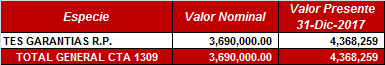 Especie Valor Nominal Valor Presente
31-Dic-2017
TES GARANTIAS R.P. 3,690,000.00 4,368,259
TOTAL GENERAL CTA 1309 3,690,000.00 4,368,259